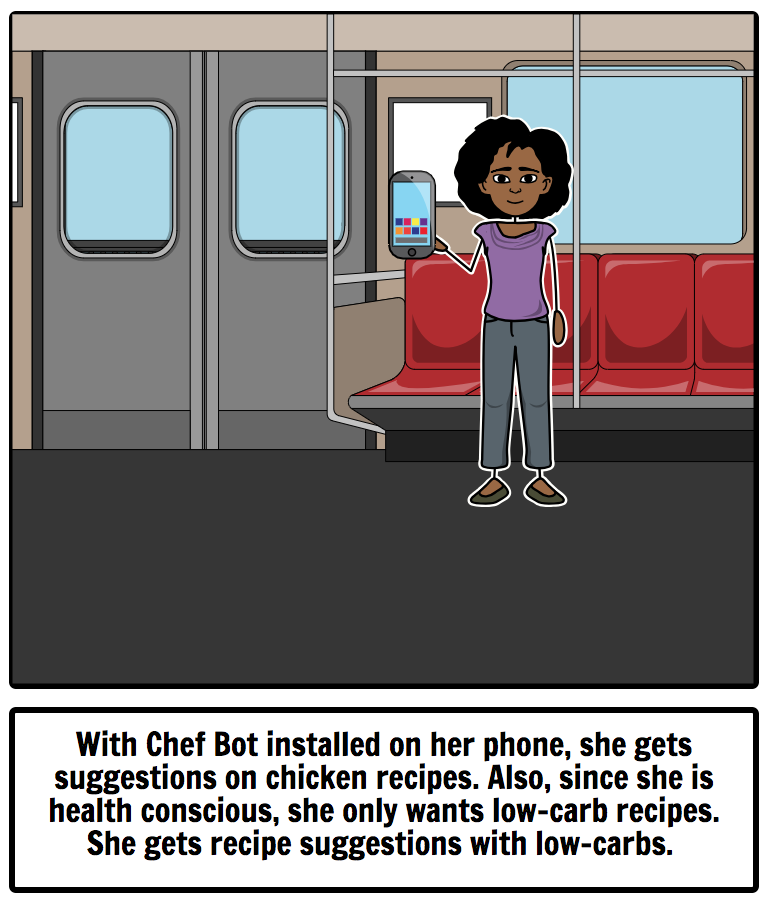 With Chef Bot installed on her phone, she gets
suggestions on chicken recipes. Also, since she is
health conscious, she only wants low-carb recipes.
She gets recipe suggestions with low-carbs.